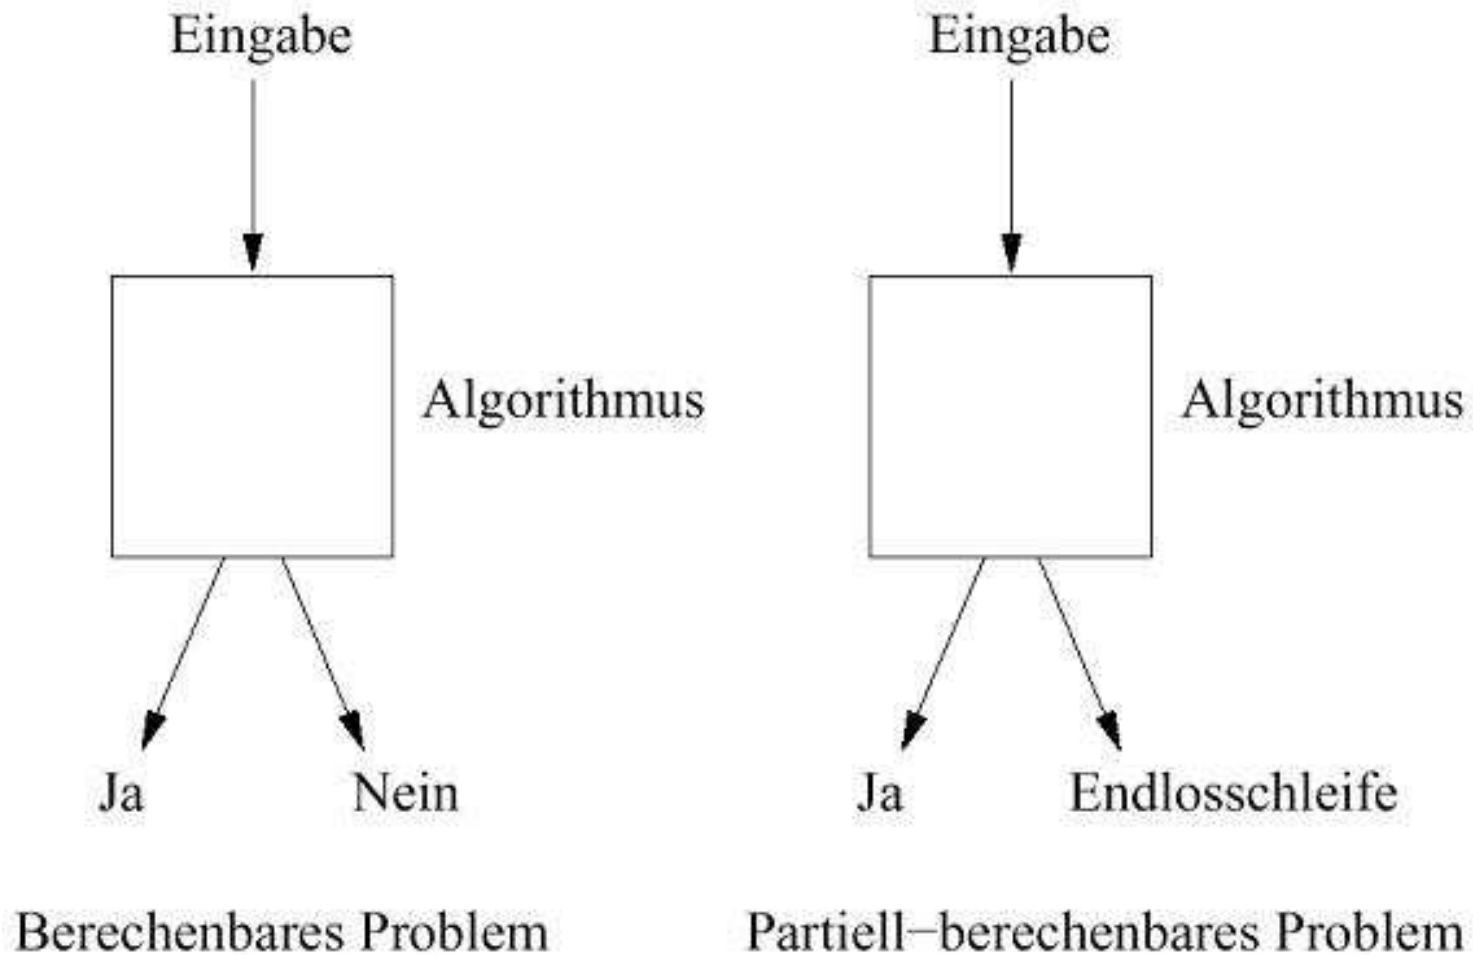 Eingabe
Algorithmus
Ja
Nein
Berechenbares Problem
Eingabe
Algorithmus
Ja
Endlosschleife
Partiell−berechenbares Problem